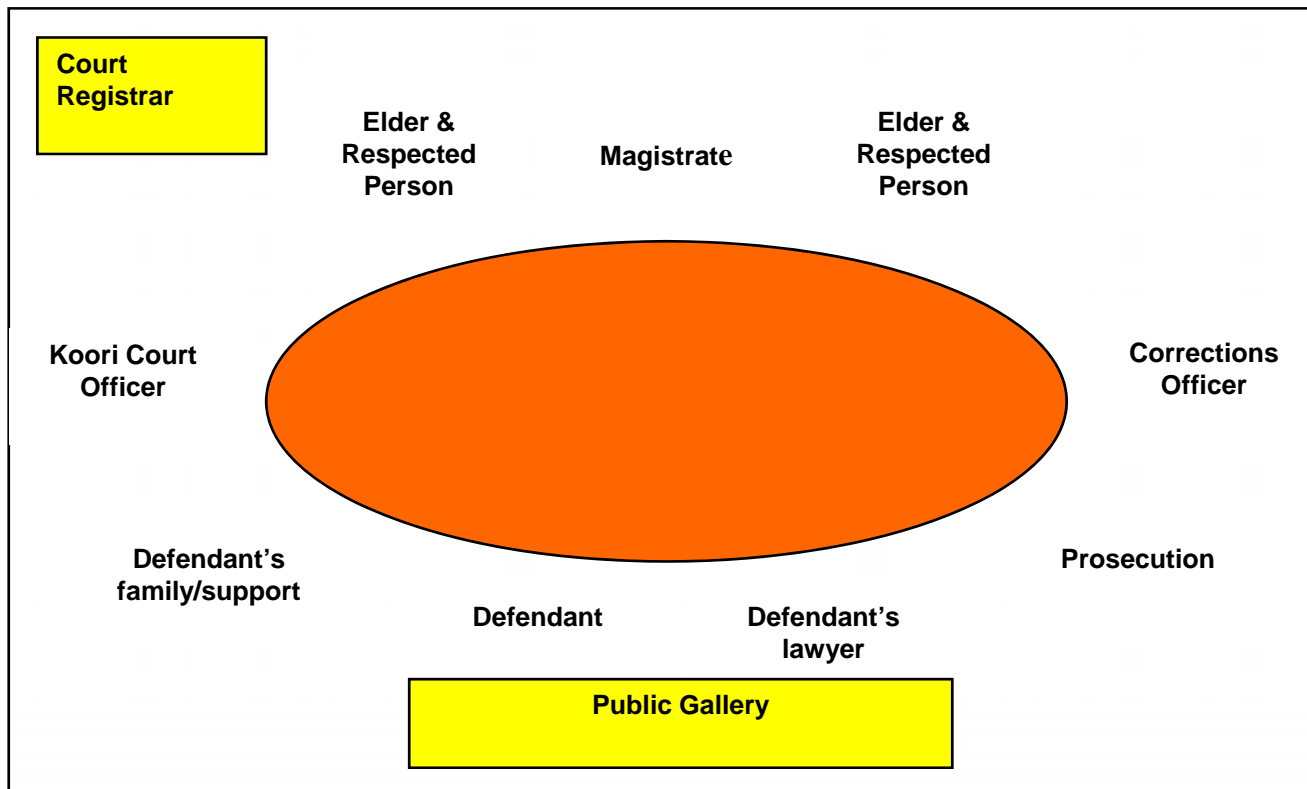 Court
Registrar
Elder &
Respected
Person
Magistrate
Elder &
Respected
Person
Koori Court
Officer
Corrections
Officer
Defendant’s
family/support
Prosecution
Defendant
Defendant’s
lawyer
Public Gallery